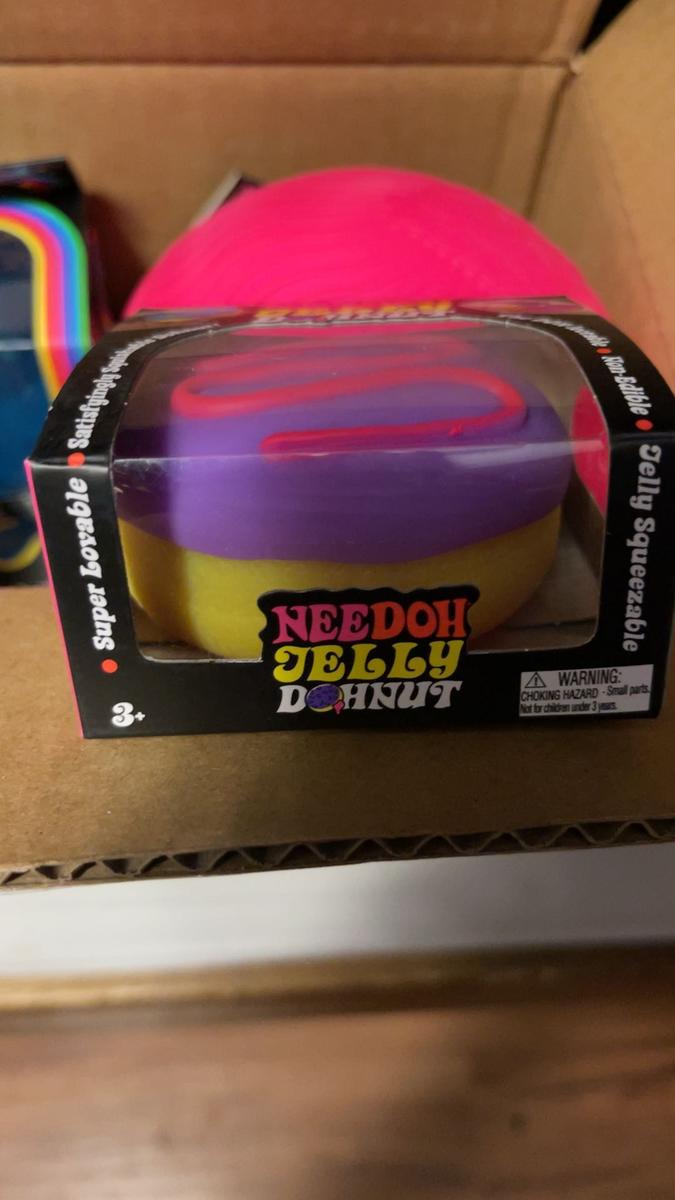 Super Lovable • Satisfyingly
Non-Edible • Jelly Squeezable
NEEDOH
JELLY
DOHNUT
3+
WARNING:
CHOKING HAZARD - Small parts.
Not for children under 3 years.